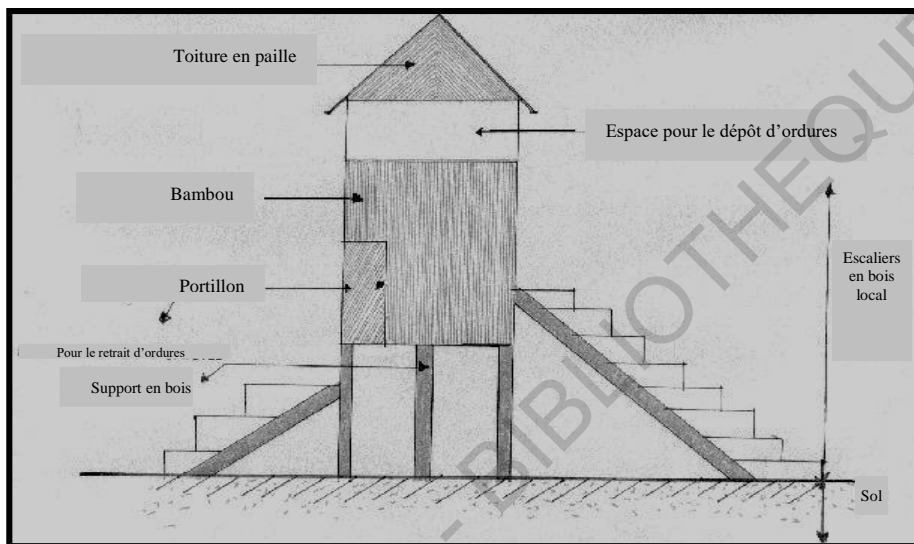 Toiture en paille
Espace pour le dépôt d'ordures
Bambou
Escaliers
en bois
local
Portillon
Pour le retrait d'ordures
Support en bois
Sol
- BIBLIOTHEQUE